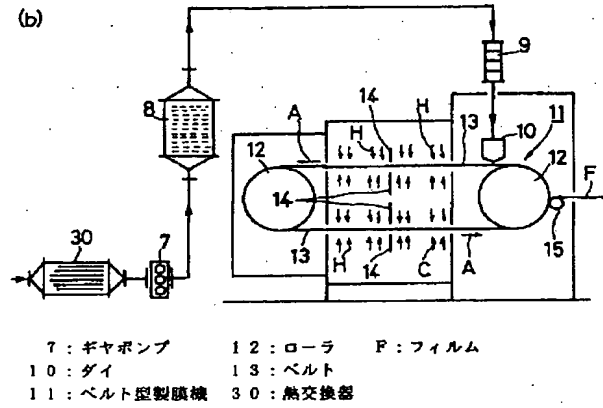 (b)
9
8
14
H
H
13
10
11
A
12
12
F
14
30
7
15
13
H
14
C
A
7：ギヤポンプ　12：ローラ　F：フィルム
10：ダイ　13：ベルト
11：ベルト型製膜機　30：熱交換器